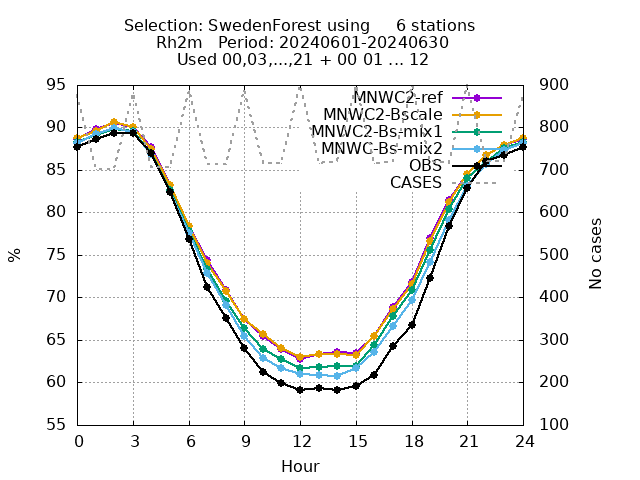 Selection: SwedenForest using     6 stations
Rh2m   Period: 20240601-20240630
Used 00,03,...,21 + 00 01 ... 12
95
90
85
80
75
70
65
60
55
%
900
800
700
600
500
400
300
200
100
No cases
MNWC2-ref
MNWC2-Bscale
MNWC2-Bs-mix1
MNWC-Bs-mix2
OBS
CASES
0 3 6 9 12 15 18 21 24
Hour